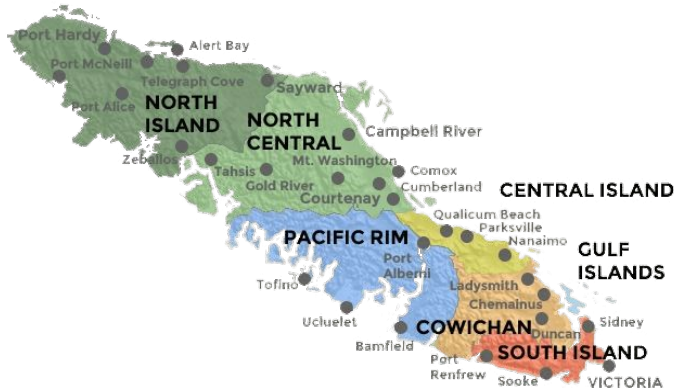 Port Hardy
Alert Bay
Port McNeill
Telegraph Cove
Sayward
Port Alice
NORTH
ISLAND
NORTH
CENTRAL
Campbell River
Zeballos
Mt. Washington
Tahsis
Comox
Gold River
Cumberland
Courtenay
CENTRAL ISLAND
Qualicum Beach
Parksville
PACIFIC RIM
Nanaimo
GULF
ISLANDS
Port
Alberni
Tofino
Ladysmith
Chemainus
Ucluelet
COWICHAN
Duncan
Sidney
Bamfield
Port
Renfrew
SOUTH ISLAND
Sooke
VICTORIA